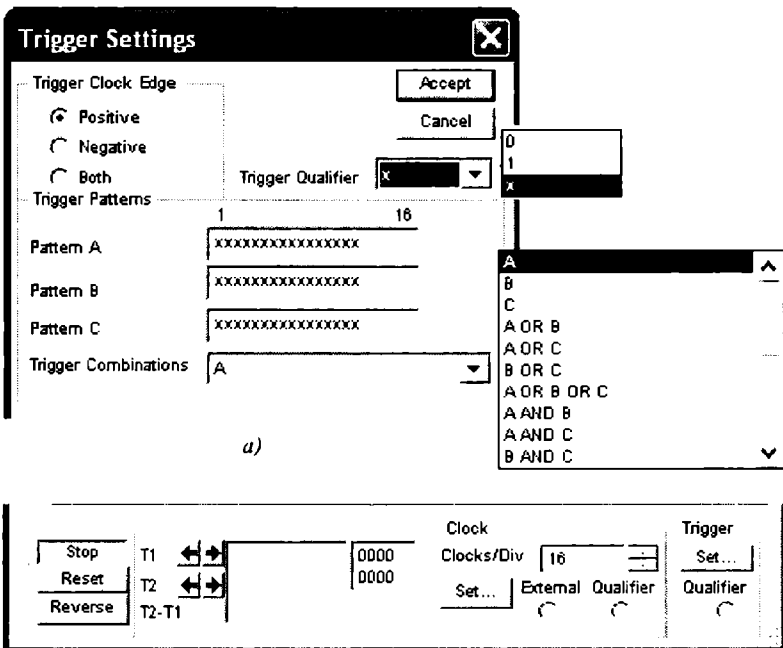 Trigger Settings
Trigger Clock Edge
Positive
Negative
Both
Accept
Cancel
Trigger Qualifier
x
0
1
x
Trigger Patterns
1 16
Pattern A xxxxxxxxxxxxxxxx
Pattern B xxxxxxxxxxxxxxxx
Pattern C xxxxxxxxxxxxxxxx
Trigger Combinations A
A
B
C
A OR B
A OR C
B OR C
A OR B OR C
A AND B
A AND C
B AND C
a)
Stop
Reset
Reverse
T1
T2
T2-T1
0000
0000
Clock
Clocks/Div 16
Set... External Qualifier
Trigger
Set...
Qualifier